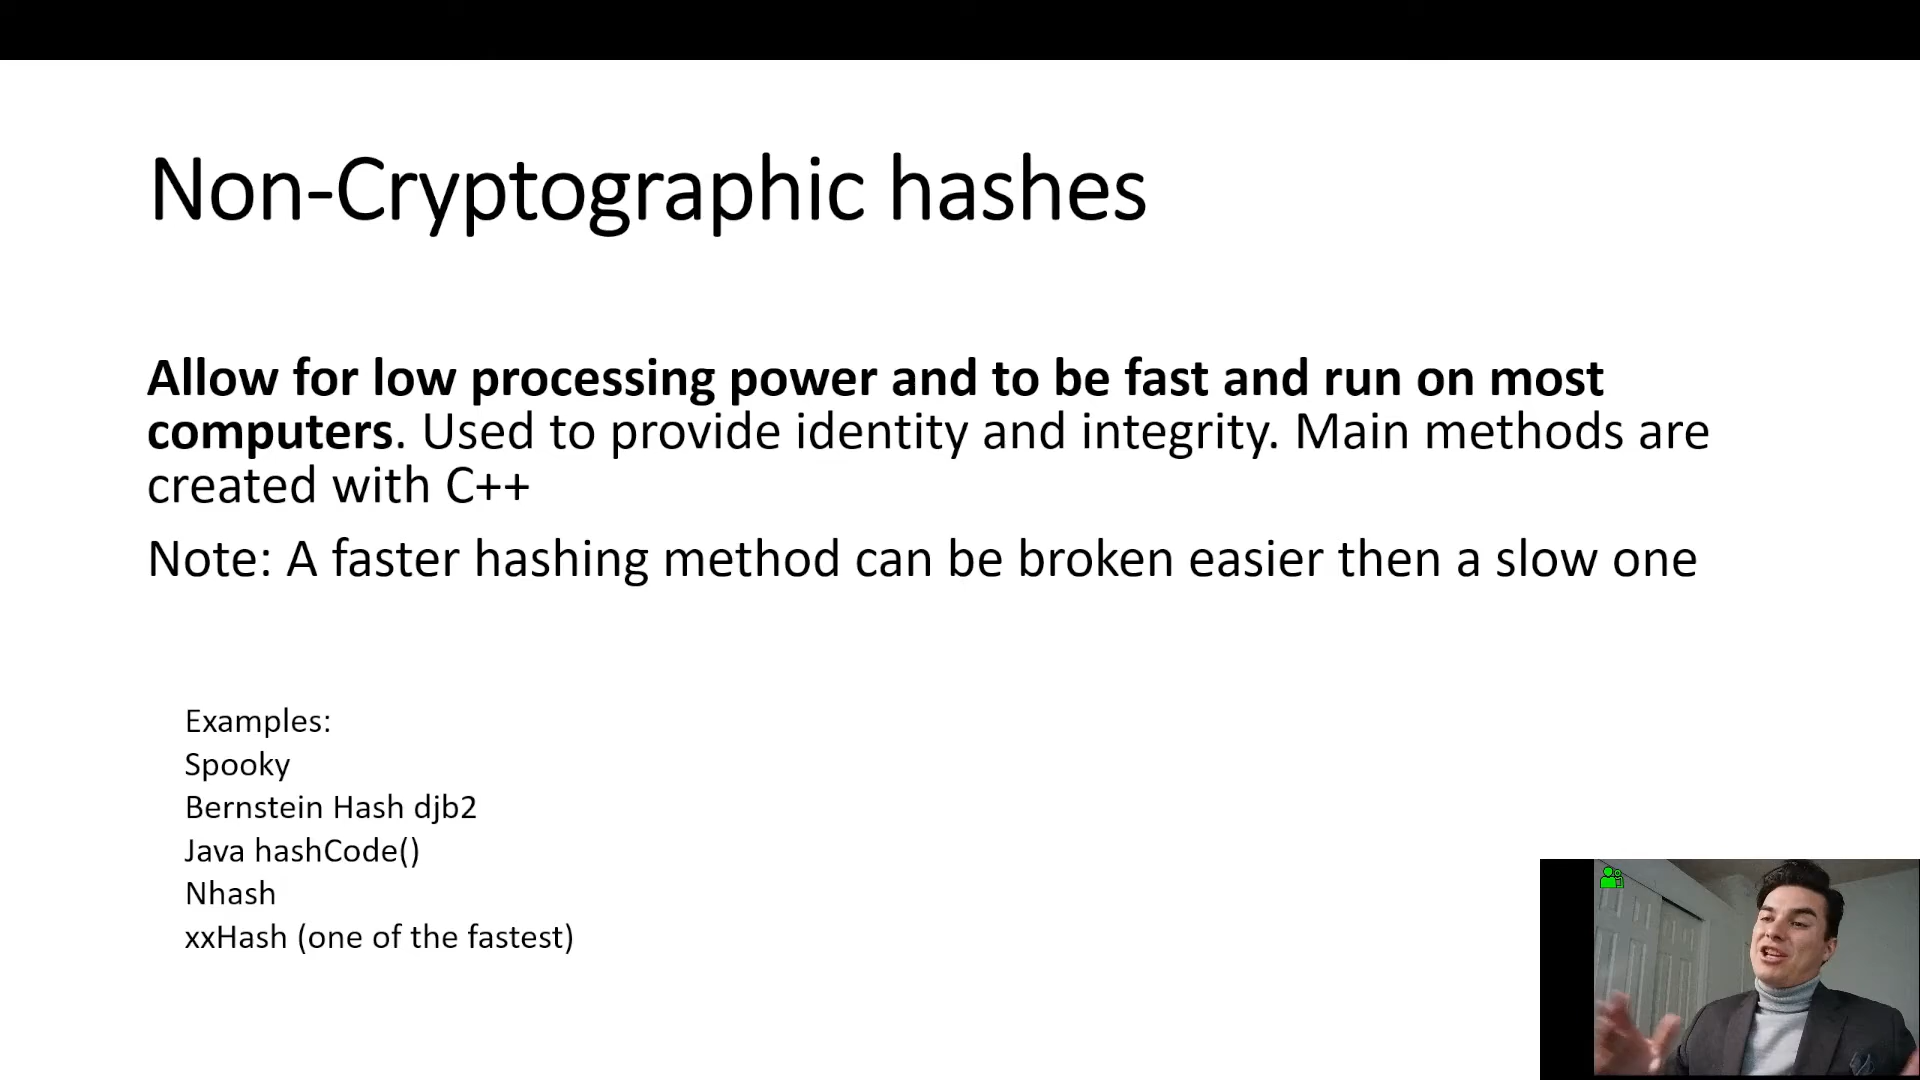 Non-Cryptographic hashes
Allow for low processing power and to be fast and run on most
computers. Used to provide identity and integrity. Main methods are
created with C++
Note: A faster hashing method can be broken easier then a slow one
Examples:
Spooky
Bernstein Hash djb2
Java hashCode()
Nhash
xxHash (one of the fastest)